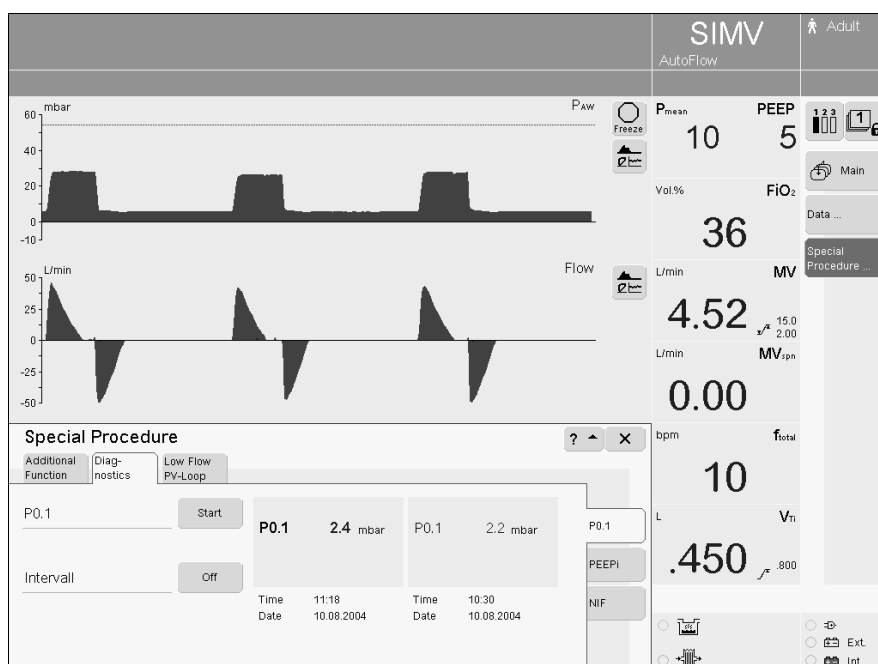 SIMV
AutoFlow
Adult
mbar
PAW
60
40
20
0
-10
Freeze
L/min
Flow
50
25
0
-25
-50
Pmean PEEP
10 5
Vol.% FiO2
36
L/min MV
4.52 15.0
2.00
L/min MVspn
0.00
bpm ftotal
10
L VTi
.450 .800
1 2 3
1
Main
Data ...
Special
Procedure ...
Special Procedure
?
Additional
Function
Diag-
nostics
Low Flow
PV-Loop
P0.1 Start
Intervall Off
P0.1 2.4 mbar
P0.1 2.2 mbar
Time 11:18
Date 10.08.2004
Time 10:30
Date 10.08.2004
P0.1
PEEPi
NIF
Ext.
Int.